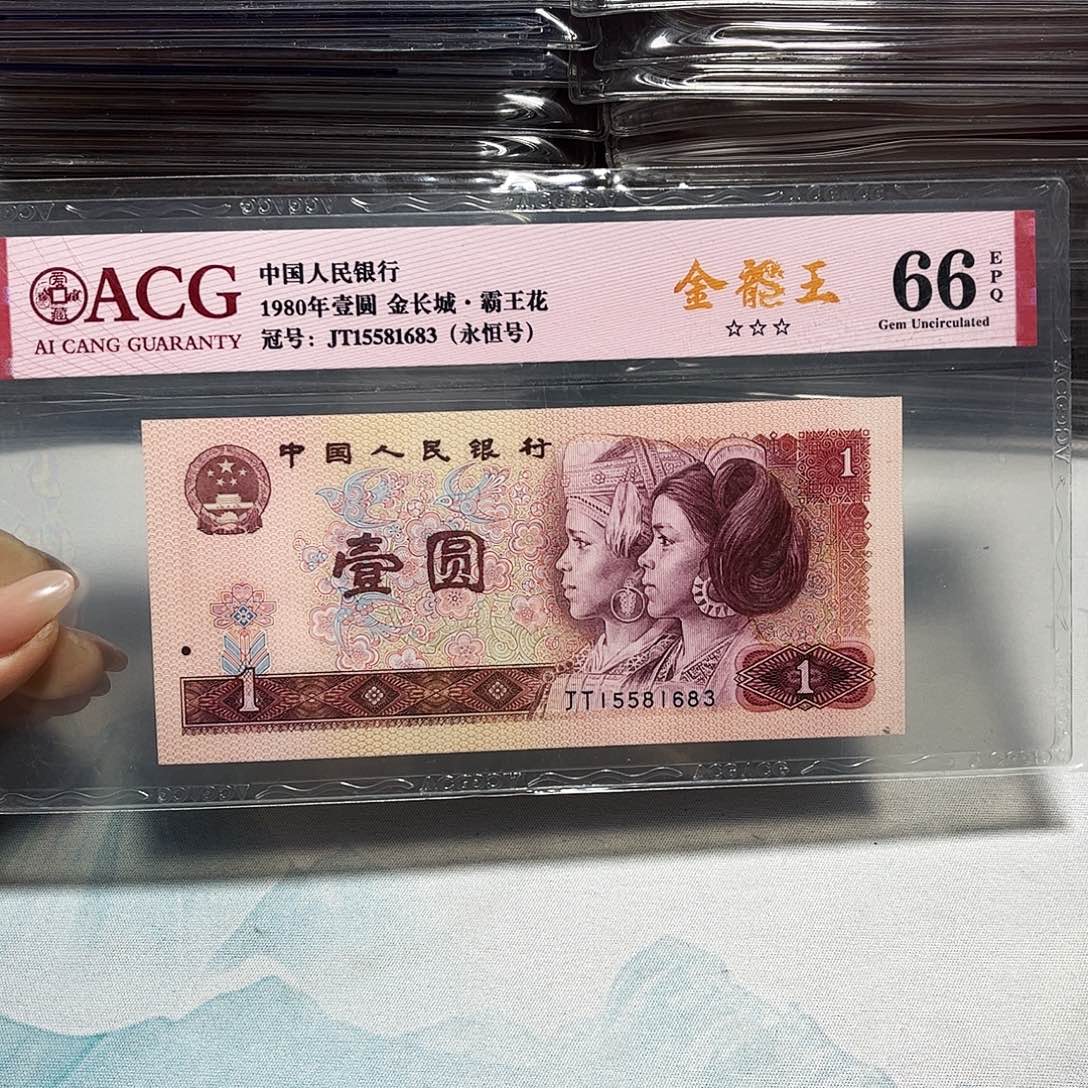 ACG
AI CANG GUARANTY
中国人民银行
1980年壹圆 金长城·霸王花
冠号：JT15581683（永恒号）
金龍王
☆☆☆
66
EPQ
Gem Uncirculated
中国人民银行
1
壹圆
1
JT15581683
1